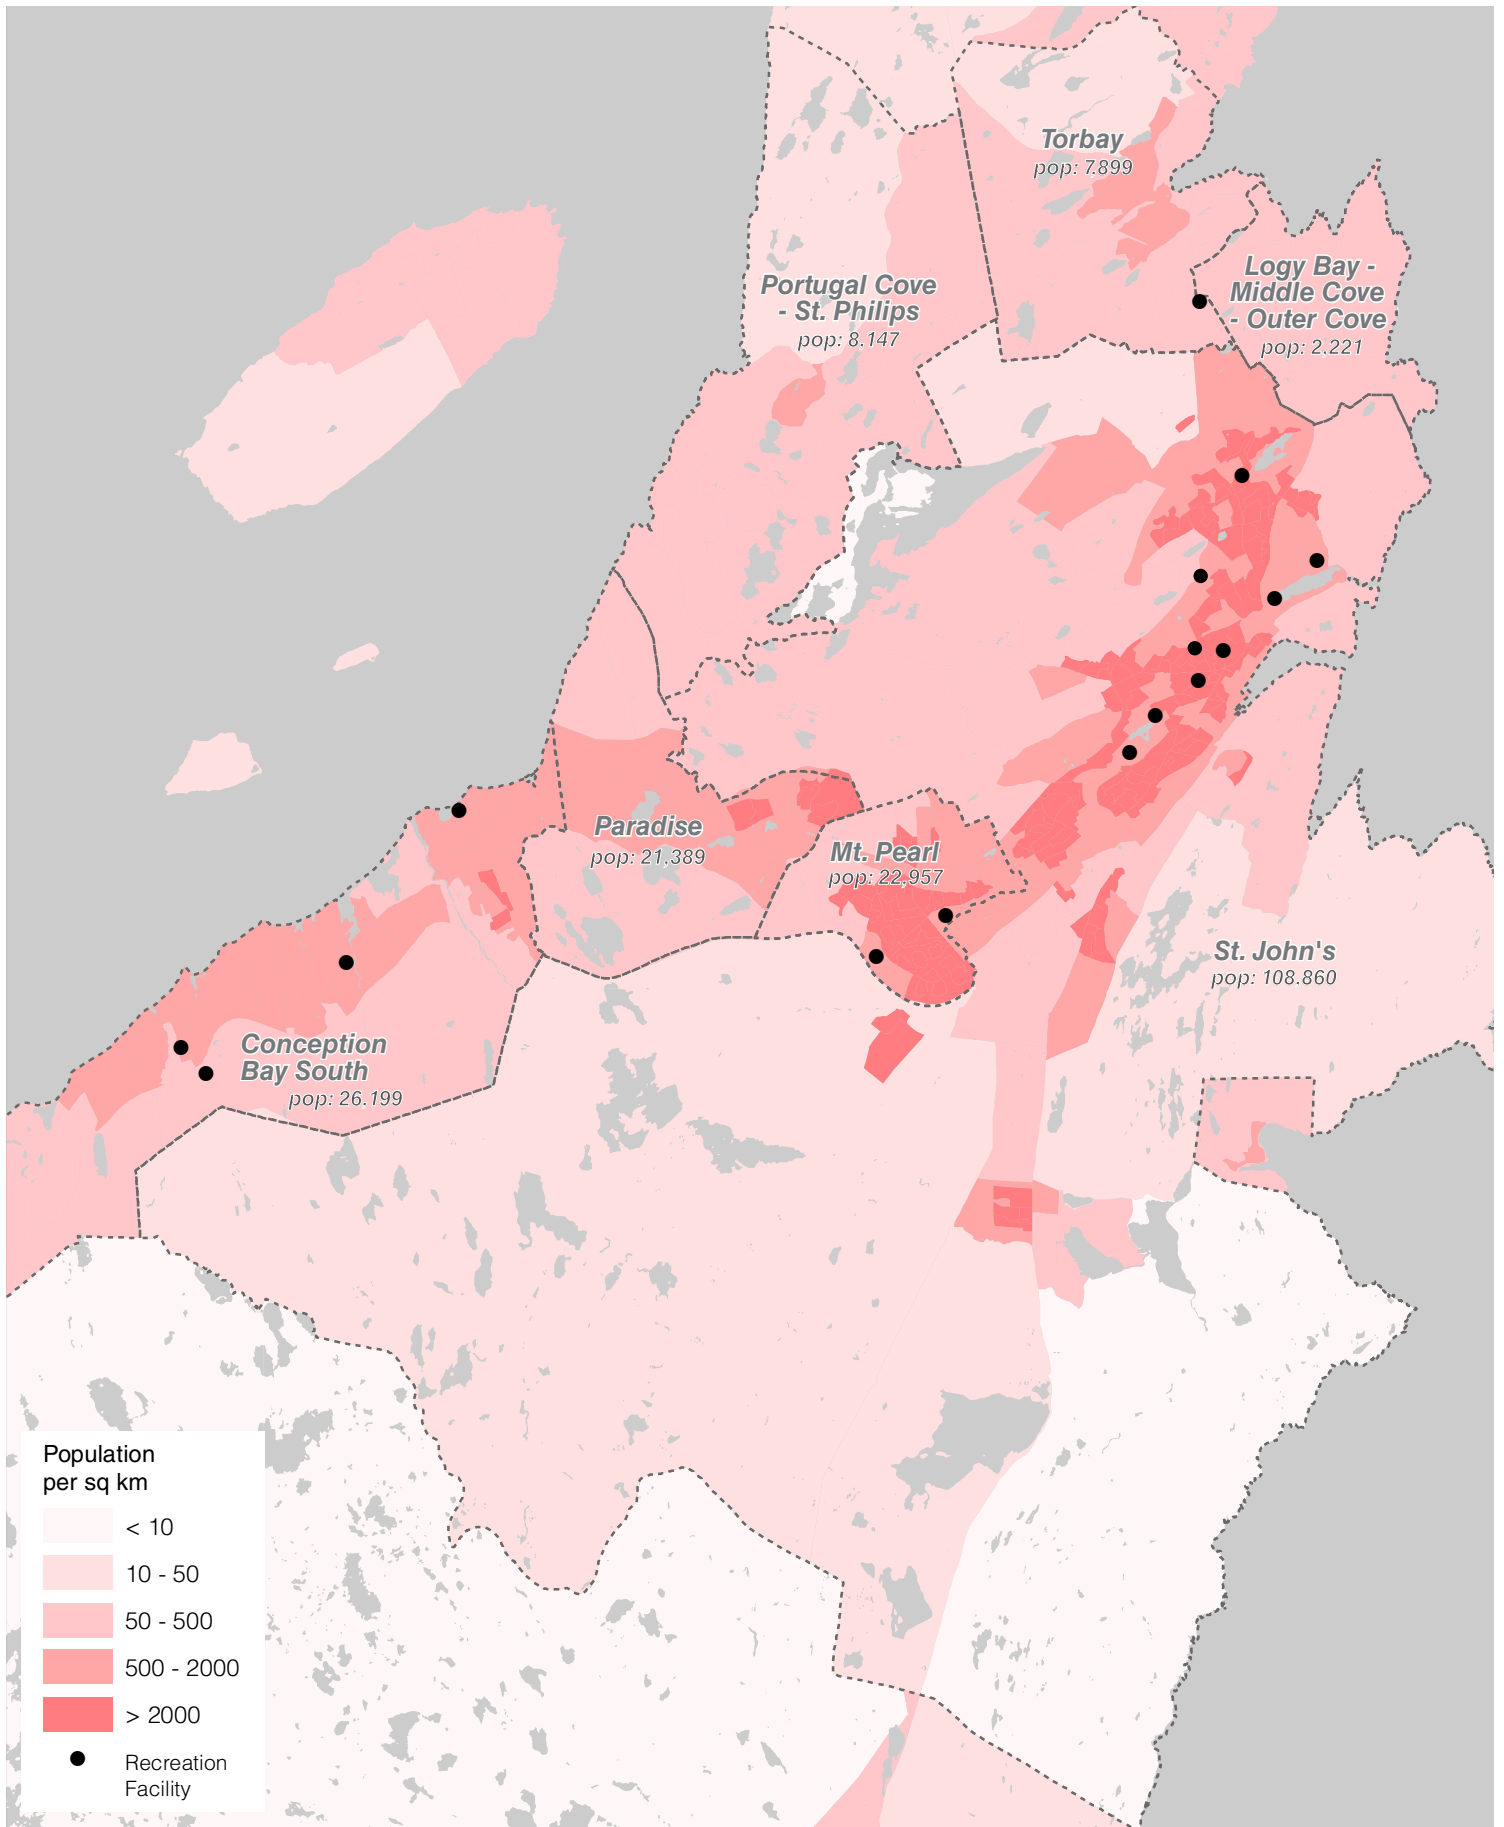 Torbay
pop: 7,899
Logy Bay -
Middle Cove
- Outer Cove
pop: 2,221
Portugal Cove
- St. Philips
pop: 8,147
Paradise
pop: 21,389
Mt. Pearl
pop: 22,957
St. John's
pop: 108,860
Conception
Bay South
pop: 26,199
Population
per sq km
< 10
10 - 50
50 - 500
500 - 2000
> 2000
Recreation
Facility